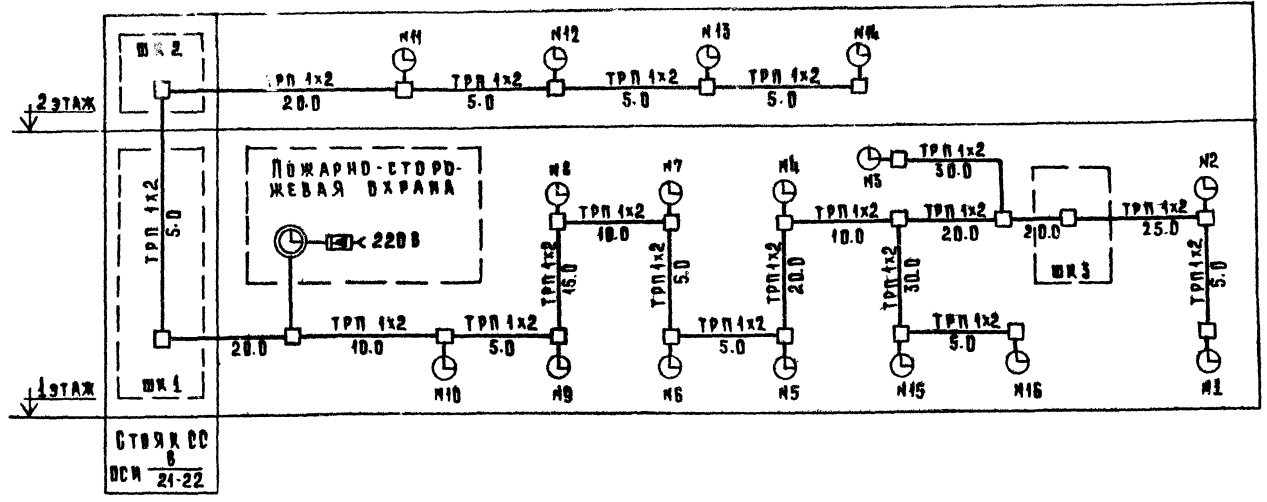 N11
N12
N13
N14
ШК 2
ТРП 1х2
20.0
ТРП 1х2
5.0
ТРП 1х2
5.0
ТРП 1х2
5.0
2 ЭТАЖ
ПОЖАРНО-СТОРО-
ЖЕВАЯ ОХРАНА
220В
ТРП 1х2
5.0
N8
N7
N4
N3
ТРП 1х2
30.0
N2
ТРП 1х2
10.0
ТРП 1х2
10.0
ТРП 1х2
20.0
20.0
ТРП 1х2
25.0
ТРП 1х2
ТРП 1х2
5.0
ТРП 1х2
20.0
ТРП 1х2
30.0
ШК 3
ТРП 1х2
5.0
20.0
ТРП 1х2
10.0
ТРП 1х2
5.0
ТРП 1х2
5.0
ТРП 1х2
5.0
ШК 1
N10
N9
N6
N5
N15
N16
N1
1 ЭТАЖ
СТОЯК СС
ОСИ
В
21-22